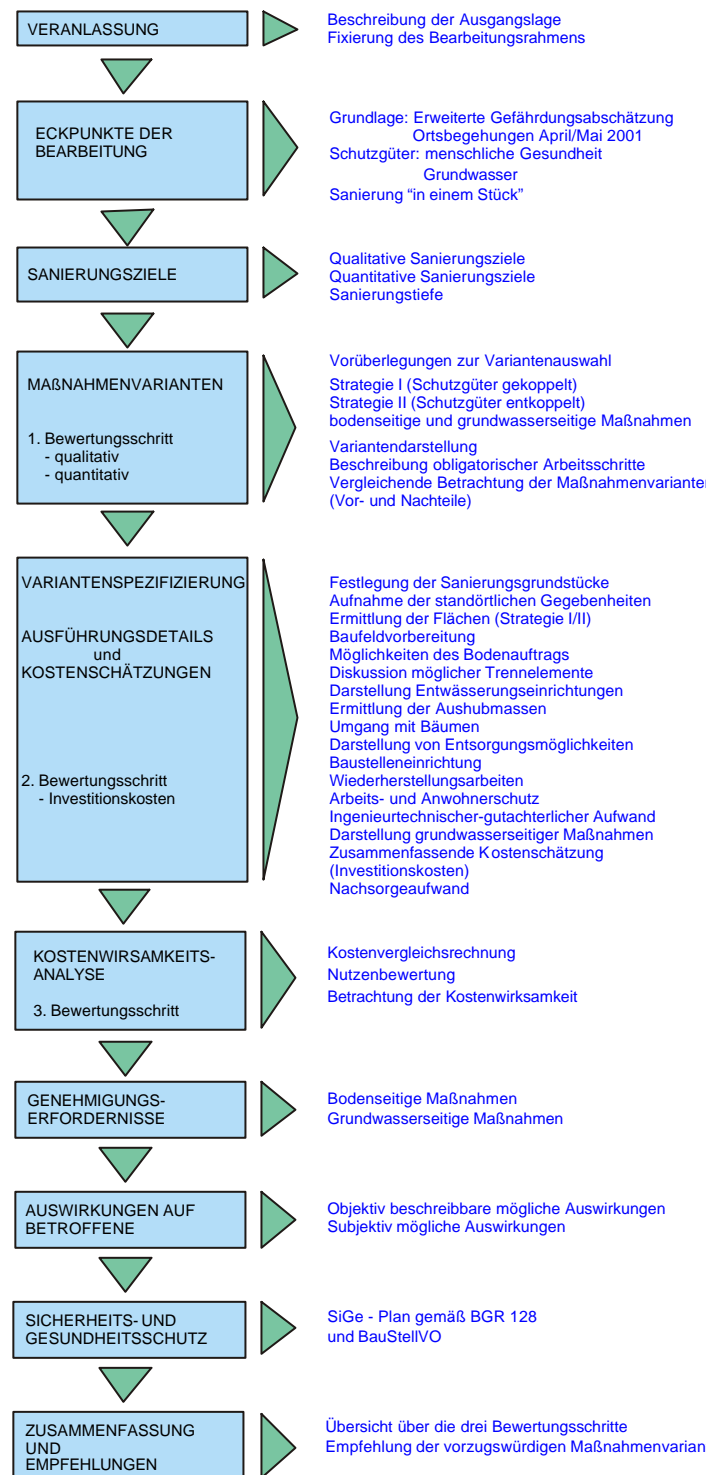 VERANLASSUNG
Beschreibung der Ausgangslage
Fixierung des Bearbeitungsrahmens
ECKPUNKTE DER
BEARBEITUNG
Grundlage: Erweiterte Gefährdungsabschätzung
Ortsbegehungen April/Mai 2001
Schutzgüter: menschliche Gesundheit
Grundwasser
Sanierung “in einem Stück”
SANIERUNGSZIELE
Qualitative Sanierungsziele
Quantitative Sanierungsziele
Sanierungstiefe
MAßNAHMENVARIANTEN
1. Bewertungsschritt
- qualitativ
- quantitativ
Vorüberlegungen zur Variantenauswahl
Strategie I (Schutzgüter gekoppelt)
Strategie II (Schutzgüter entkoppelt)
bodenseitige und grundwasserseitige Maßnahmen
Variantendarstellung
Beschreibung obligatorischer Arbeitsschritte
Vergleichende Betrachtung der Maßnahmenvarianten
(Vor- und Nachteile)
VARIANTENSPEZIFIZIERUNG
AUSFÜHRUNGSDETAILS
und
KOSTENSCHÄTZUNGEN
2. Bewertungsschritt
- Investitionskosten
Festlegung der Sanierungsgrundstücke
Aufnahme der standörtlichen Gegebenheiten
Ermittlung der Flächen (Strategie I/II)
Baufeldvorbereitung
Möglichkeiten des Bodenauftrags
Diskussion möglicher Trennelemente
Darstellung Entwässerungseinrichtungen
Ermittlung der Aushubmassen
Umgang mit Bäumen
Darstellung von Entsorgungsmöglichkeiten
Baustelleneinrichtung
Wiederherstellungsarbeiten
Arbeits- und Anwohnerschutz
Ingenieurtechnischer-gutachterlicher Aufwand
Darstellung grundwasserseitiger Maßnahmen
Zusammenfassende Kostenschätzung
(Investitionskosten)
Nachsorgeaufwand
KOSTENWIRSAMKEITS-
ANALYSE
3. Bewertungsschritt
Kostenvergleichsrechnung
Nutzenbewertung
Betrachtung der Kostenwirksamkeit
GENEHMIGUNGS-
ERFORDERNISSE
Bodenseitige Maßnahmen
Grundwasserseitige Maßnahmen
AUSWIRKUNGEN AUF
BETROFFENE
Objektiv beschreibbare mögliche Auswirkungen
Subjektiv mögliche Auswirkungen
SICHERHEITS- UND
GESUNDHEITSSCHUTZ
SiGe - Plan gemäß BGR 128
und BauStellVO
ZUSAMMENFASSUNG
UND
EMPFEHLUNGEN
Übersicht über die drei Bewertungsschritte
Empfehlung der vorzugswürdigen Maßnahmenvarian